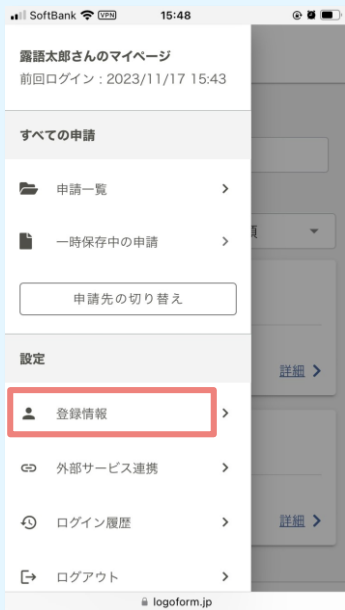 SoftBank VPN 15:48
露語太郎さんのマイページ
前回ログイン : 2023/11/17 15:43
すべての申請
申請一覧
一時保存中の申請
申請先の切り替え
設定
詳細
登録情報
外部サービス連携
ログイン履歴
詳細
ログアウト
logoform.jp